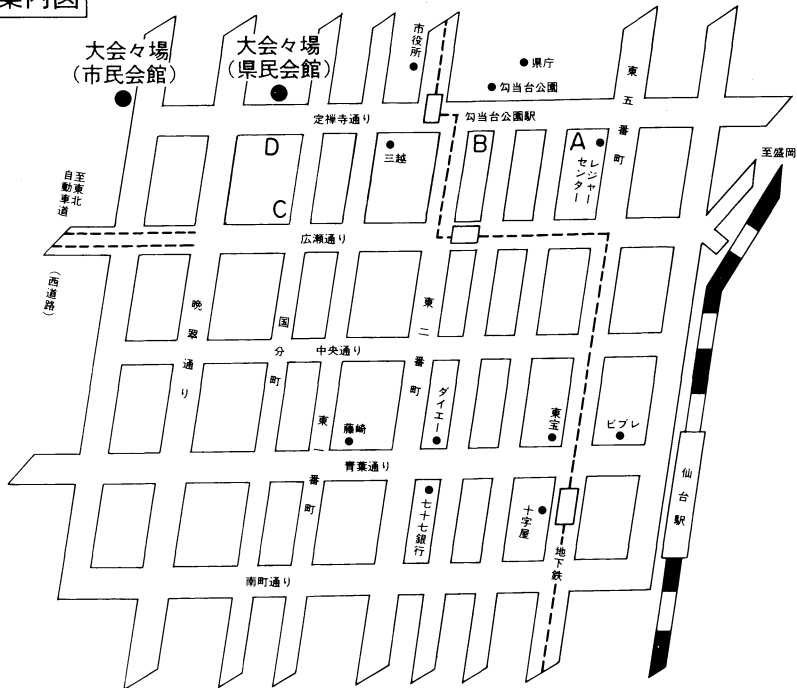 案内図
大会々場
(市民会館)
大会々場
(県民会館)
市役所
県庁
勾当台公園
東五番町
定禅寺通り
勾当台公園駅
至盛岡
D
三越
B
A
レジャー
センター
至東北
自動車道
C
広瀬通り
(西道路)
晩翠通り
国分町
中央通り
東二番町
ダイエー
藤崎
東一番町
東宝
ビブレ
青葉通り
仙台駅
七十七銀行
十字屋
地下鉄
南町通り